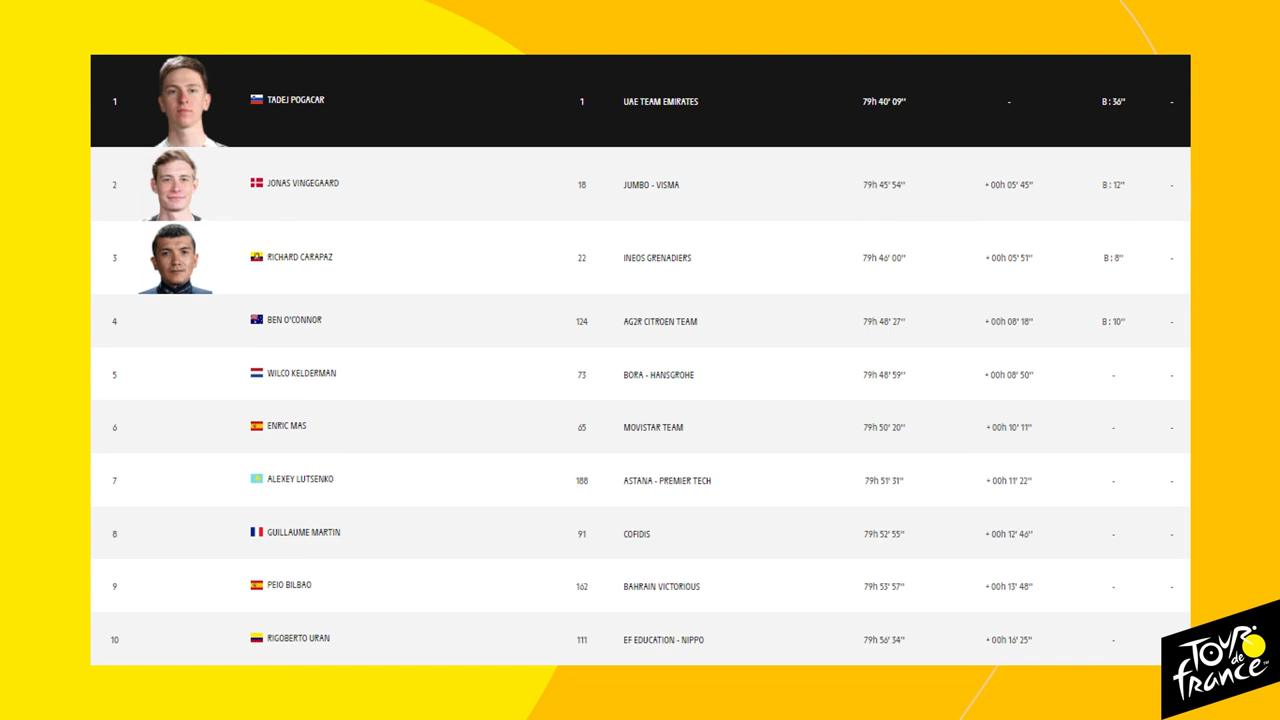 1 TADEJ POGACAR 1 UAE TEAM EMIRATES 79h 40' 09'' - B : 36'' -
2 JONAS VINGEGAARD 18 JUMBO - VISMA 79h 45' 54'' + 00h 05' 45'' B : 12'' -
3 RICHARD CARAPAZ 22 INEOS GRENADIERS 79h 46' 00'' + 00h 05' 51'' B : 8'' -
4 BEN O'CONNOR 124 AG2R CITROEN TEAM 79h 48' 27'' + 00h 08' 18'' B : 10'' -
5 WILCO KELDERMAN 73 BORA - HANSGROHE 79h 48' 59'' + 00h 08' 50'' - -
6 ENRIC MAS 65 MOVISTAR TEAM 79h 50' 20'' + 00h 10' 11'' - -
7 ALEXEY LUTSENKO 188 ASTANA - PREMIER TECH 79h 51' 31'' + 00h 11' 22'' - -
8 GUILLAUME MARTIN 91 COFIDIS 79h 52' 55'' + 00h 12' 46'' - -
9 PEIO BILBAO 162 BAHRAIN VICTORIOUS 79h 53' 57'' + 00h 13' 48'' - -
10 RIGOBERTO URAN 111 EF EDUCATION - NIPPO 79h 56' 34'' + 00h 16' 25'' -
TOUR
de
france™